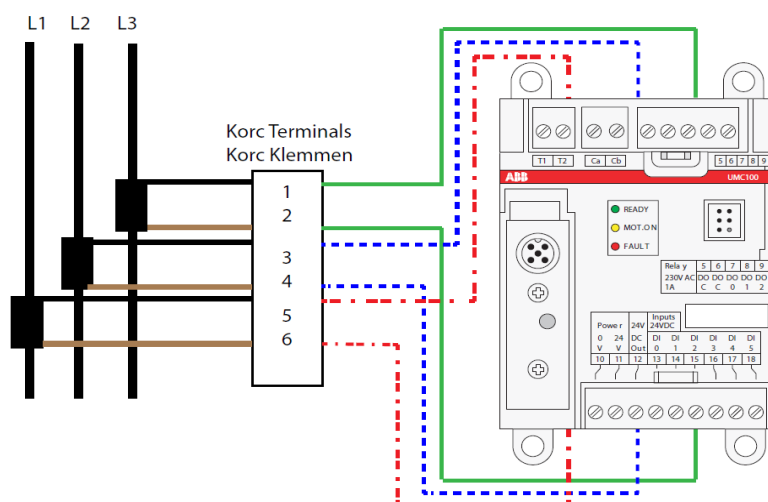 L1 L2 L3
Korc Terminals
Korc Klemmen
1
2
3
4
5
6
T1 T2 Ca Cb 5 6 7 8 9
ABB UMC100
READY
MOT.ON
FAULT
Rela y 5 6 7 8 9
230V AC DO DO DO DO DO
1A C C 0 1 2
Power 24V Inputs
24VDC
0 24 DC DI DI DI DI DI DI
V V Out 0 1 2 3 4 5
10 11 12 13 14 15 16 17 18